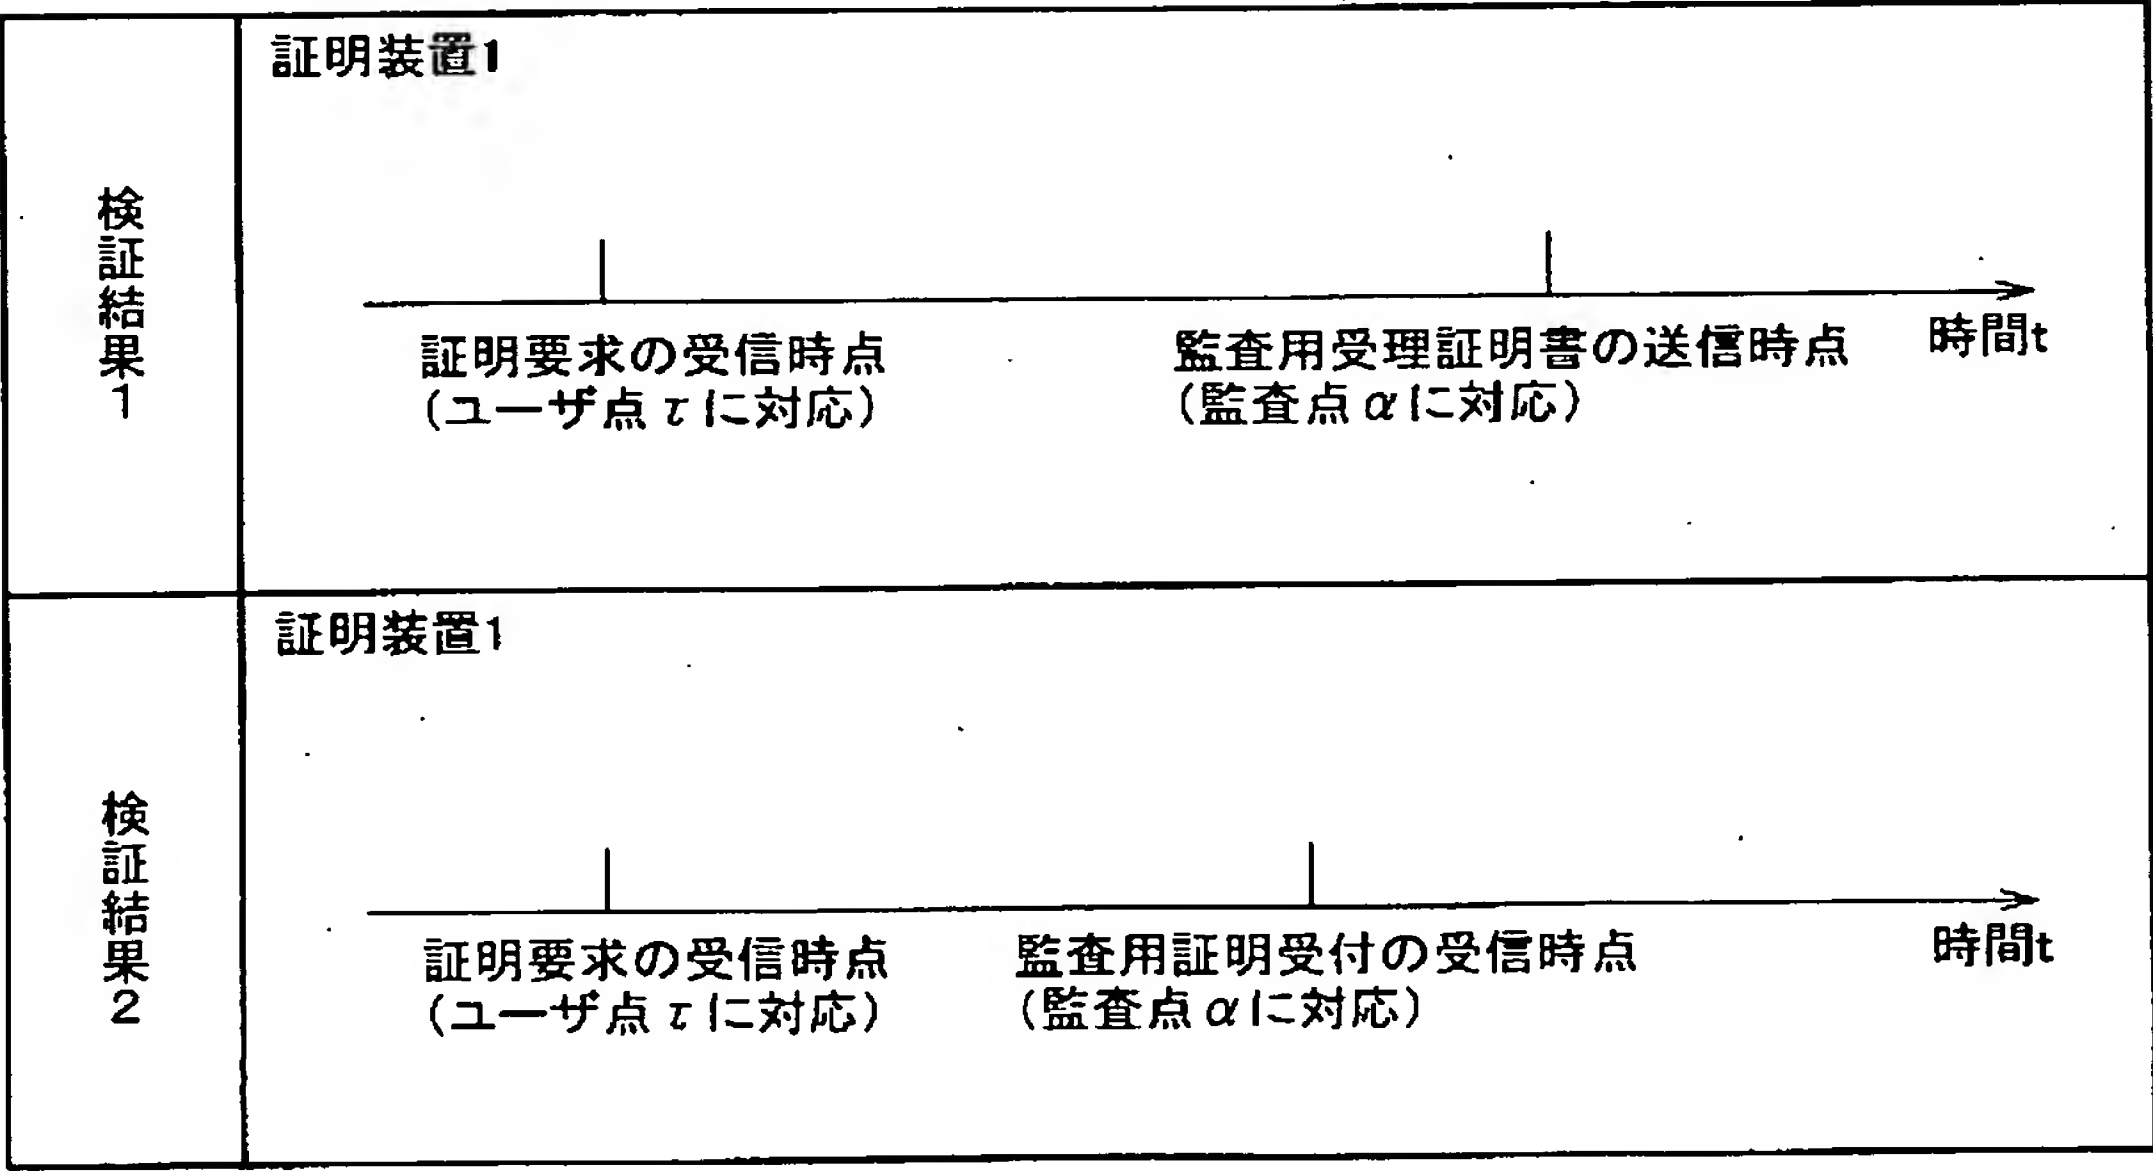 検証結果1
証明装置1
証明要求の受信時点
(ユーザ点τに対応)
監査用受理証明書の送信時点
(監査点αに対応)
時間t
検証結果2
証明装置1
証明要求の受信時点
(ユーザ点τに対応)
監査用証明受付の受信時点
(監査点αに対応)
時間t